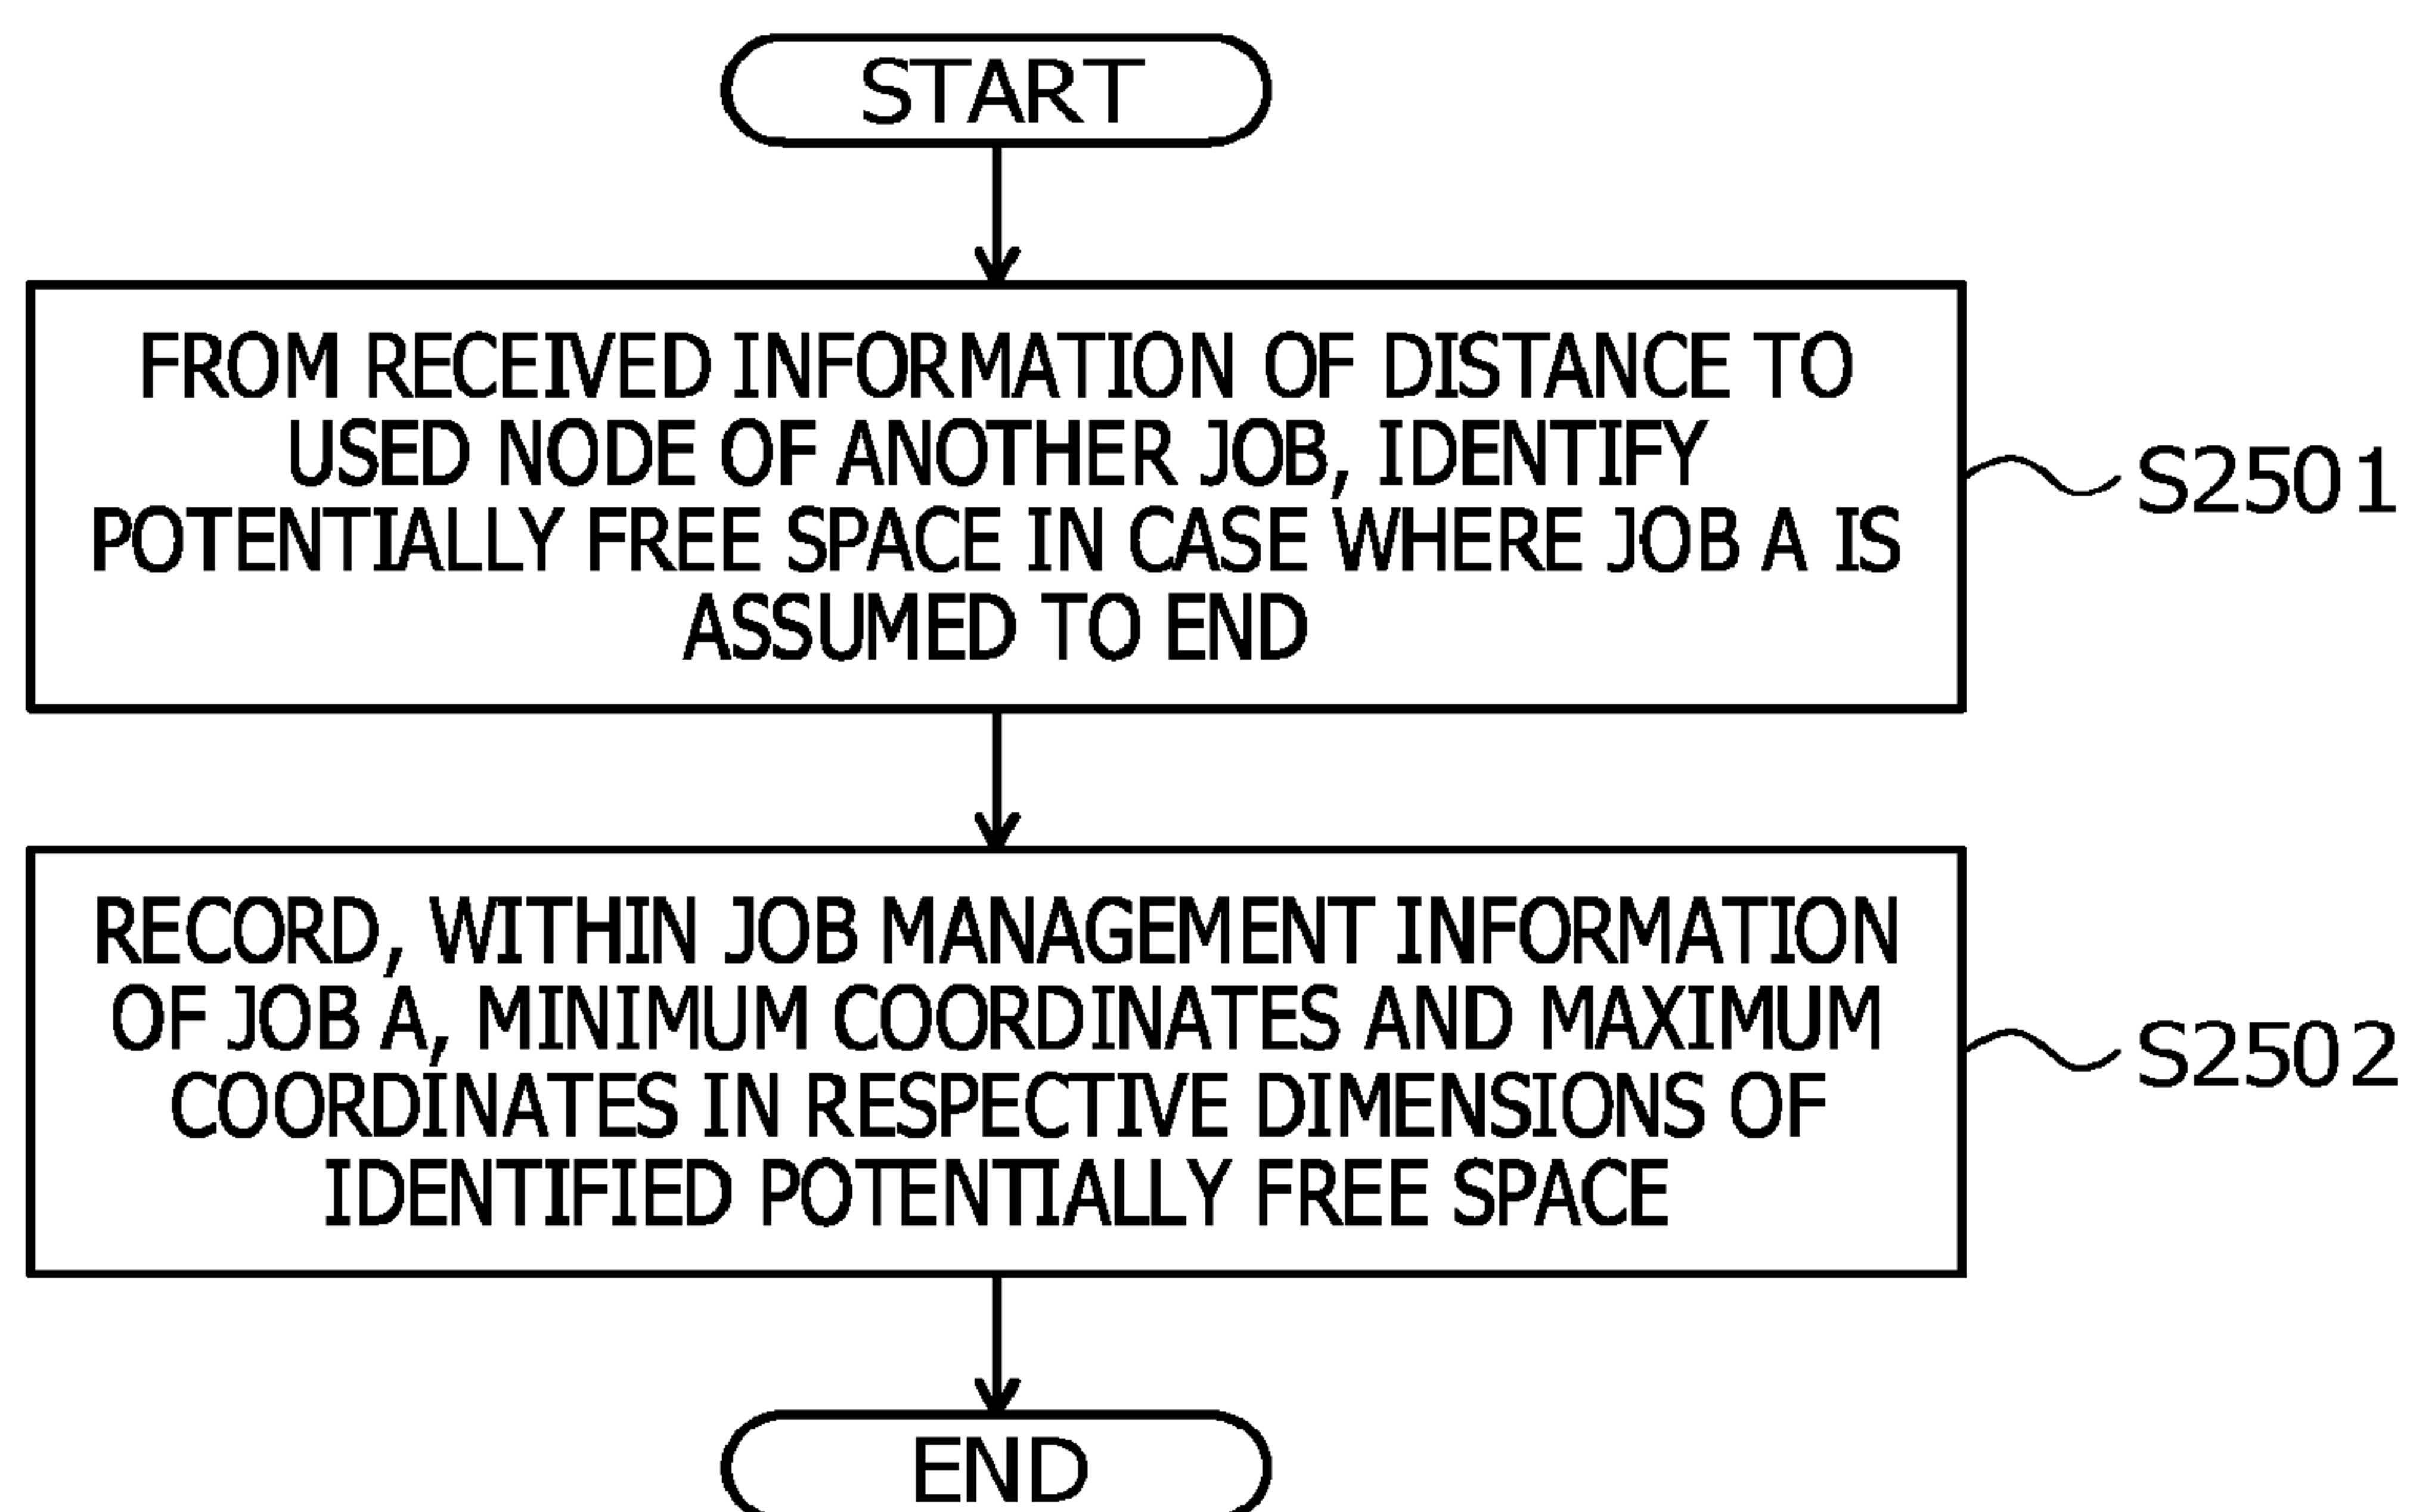 START
FROM RECEIVED INFORMATION OF DISTANCE TO
USED NODE OF ANOTHER JOB, IDENTIFY
POTENTIALLY FREE SPACE IN CASE WHERE JOB A IS
ASSUMED TO END
S2501
RECORD, WITHIN JOB MANAGEMENT INFORMATION
OF JOB A, MINIMUM COORDINATES AND MAXIMUM
COORDINATES IN RESPECTIVE DIMENSIONS OF
IDENTIFIED POTENTIALLY FREE SPACE
S2502
END